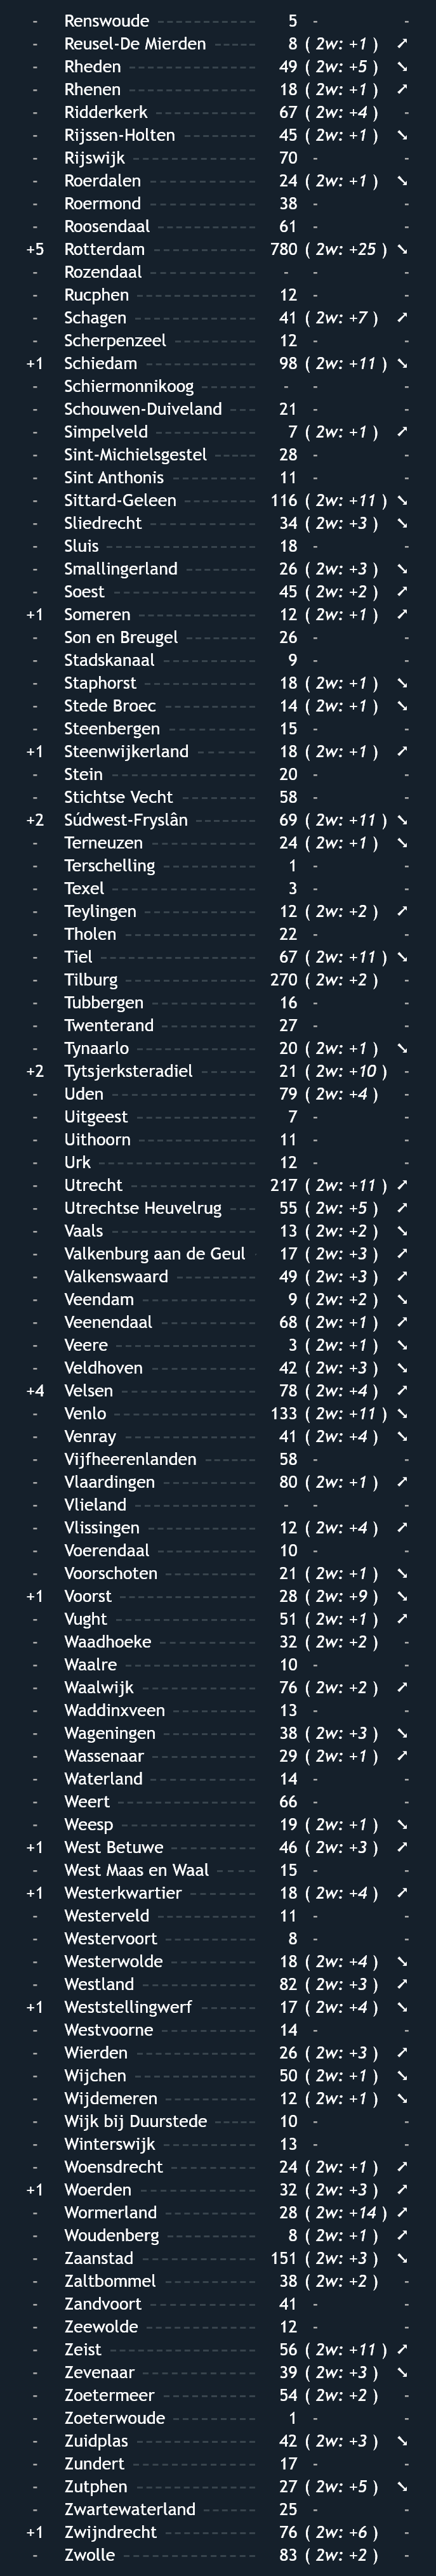 - Renswoude 5 - -
- Reusel-De Mierden 8 ( 2w: +1 ) ↗
- Rheden 49 ( 2w: +5 ) ↘
- Rhenen 18 ( 2w: +1 ) ↗
- Ridderkerk 67 ( 2w: +4 ) -
- Rijssen-Holten 45 ( 2w: +1 ) ↘
- Rijswijk 70 - -
- Roerdalen 24 ( 2w: +1 ) ↘
- Roermond 38 - -
- Roosendaal 61 - -
+5 Rotterdam 780 ( 2w: +25 ) ↘
- Rozendaal - - -
- Rucphen 12 - -
- Schagen 41 ( 2w: +7 ) ↗
- Scherpenzeel 12 - -
+1 Schiedam 98 ( 2w: +11 ) ↘
- Schiermonnikoog - - -
- Schouwen-Duiveland 21 - -
- Simpelveld 7 ( 2w: +1 ) ↗
- Sint-Michielsgestel 28 - -
- Sint Anthonis 11 - -
- Sittard-Geleen 116 ( 2w: +11 ) ↘
- Sliedrecht 34 ( 2w: +3 ) ↘
- Sluis 18 - -
- Smallingerland 26 ( 2w: +3 ) ↘
- Soest 45 ( 2w: +2 ) ↗
+1 Someren 12 ( 2w: +1 ) ↗
- Son en Breugel 26 - -
- Stadskanaal 9 - -
- Staphorst 18 ( 2w: +1 ) ↘
- Stede Broec 14 ( 2w: +1 ) ↘
- Steenbergen 15 - -
+1 Steenwijkerland 18 ( 2w: +1 ) ↗
- Stein 20 - -
- Stichtse Vecht 58 - -
+2 Súdwest-Fryslân 69 ( 2w: +11 ) ↘
- Terneuzen 24 ( 2w: +1 ) ↘
- Terschelling 1 - -
- Texel 3 - -
- Teylingen 12 ( 2w: +2 ) ↗
- Tholen 22 - -
- Tiel 67 ( 2w: +11 ) ↘
- Tilburg 270 ( 2w: +2 ) -
- Tubbergen 16 - -
- Twenterand 27 - -
- Tynaarlo 20 ( 2w: +1 ) ↘
+2 Tytsjerksteradiel 21 ( 2w: +10 ) -
- Uden 79 ( 2w: +4 ) -
- Uitgeest 7 - -
- Uithoorn 11 - -
- Urk 12 - -
- Utrecht 217 ( 2w: +11 ) ↗
- Utrechtse Heuvelrug 55 ( 2w: +5 ) ↗
- Vaals 13 ( 2w: +2 ) ↘
- Valkenburg aan de Geul 17 ( 2w: +3 ) ↗
- Valkenswaard 49 ( 2w: +3 ) ↗
- Veendam 9 ( 2w: +2 ) ↘
- Veenendaal 68 ( 2w: +1 ) ↗
- Veere 3 ( 2w: +1 ) ↘
- Veldhoven 42 ( 2w: +3 ) ↘
+4 Velsen 78 ( 2w: +4 ) ↗
- Venlo 133 ( 2w: +11 ) ↘
- Venray 41 ( 2w: +4 ) ↘
- Vijfheerenlanden 58 - -
- Vlaardingen 80 ( 2w: +1 ) ↗
- Vlieland - - -
- Vlissingen 12 ( 2w: +4 ) ↗
- Voerendaal 10 - -
- Voorschoten 21 ( 2w: +1 ) ↘
+1 Voorst 28 ( 2w: +9 ) ↘
- Vught 51 ( 2w: +1 ) ↗
- Waadhoeke 32 ( 2w: +2 ) -
- Waalre 10 - -
- Waalwijk 76 ( 2w: +2 ) ↗
- Waddinxveen 13 - -
- Wageningen 38 ( 2w: +3 ) ↘
- Wassenaar 29 ( 2w: +1 ) ↗
- Waterland 14 - -
- Weert 66 - -
- Weesp 19 ( 2w: +1 ) ↘
+1 West Betuwe 46 ( 2w: +3 ) ↗
- West Maas en Waal 15 - -
+1 Westerkwartier 18 ( 2w: +4 ) ↗
- Westerveld 11 - -
- Westervoort 8 - -
- Westerwolde 18 ( 2w: +4 ) ↘
- Westland 82 ( 2w: +3 ) ↗
+1 Weststellingwerf 17 ( 2w: +4 ) ↘
- Westvoorne 14 - -
- Wierden 26 ( 2w: +3 ) ↗
- Wijchen 50 ( 2w: +1 ) ↘
- Wijdemeren 12 ( 2w: +1 ) ↘
- Wijk bij Duurstede 10 - -
- Winterswijk 13 - -
- Woensdrecht 24 ( 2w: +1 ) ↗
+1 Woerden 32 ( 2w: +3 ) ↗
- Wormerland 28 ( 2w: +14 ) ↗
- Woudenberg 8 ( 2w: +1 ) ↗
- Zaanstad 151 ( 2w: +3 ) ↘
- Zaltbommel 38 ( 2w: +2 ) -
- Zandvoort 41 - -
- Zeewolde 12 - -
- Zeist 56 ( 2w: +11 ) ↗
- Zevenaar 39 ( 2w: +3 ) ↘
- Zoetermeer 54 ( 2w: +2 ) -
- Zoeterwoude 1 - -
- Zuidplas 42 ( 2w: +3 ) ↘
- Zundert 17 - -
- Zutphen 27 ( 2w: +5 ) ↘
- Zwartewaterland 25 - -
+1 Zwijndrecht 76 ( 2w: +6 ) -
- Zwolle 83 ( 2w: +2 ) -